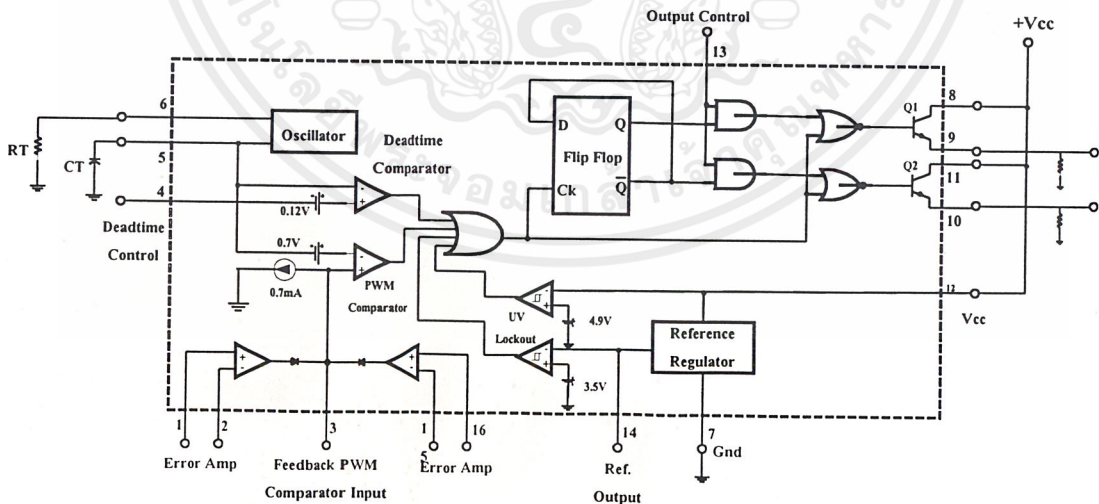 Output Control
13
+Vcc
6
Oscillator
RT
5
CT
4
Deadtime
Control
Deadtime
Comparator
0.12V
0.7V
0.7mA
PWM
Comparator
D
Q
Flip Flop
Ck
Q̅
Q1
8
9
Q2
11
10
12
Vcc
UV
Lockout
4.9V
3.5V
Reference
Regulator
1
2
3
1
5
16
14
7
Gnd
Error Amp
Feedback PWM
Comparator Input
Error Amp
Ref.
Output